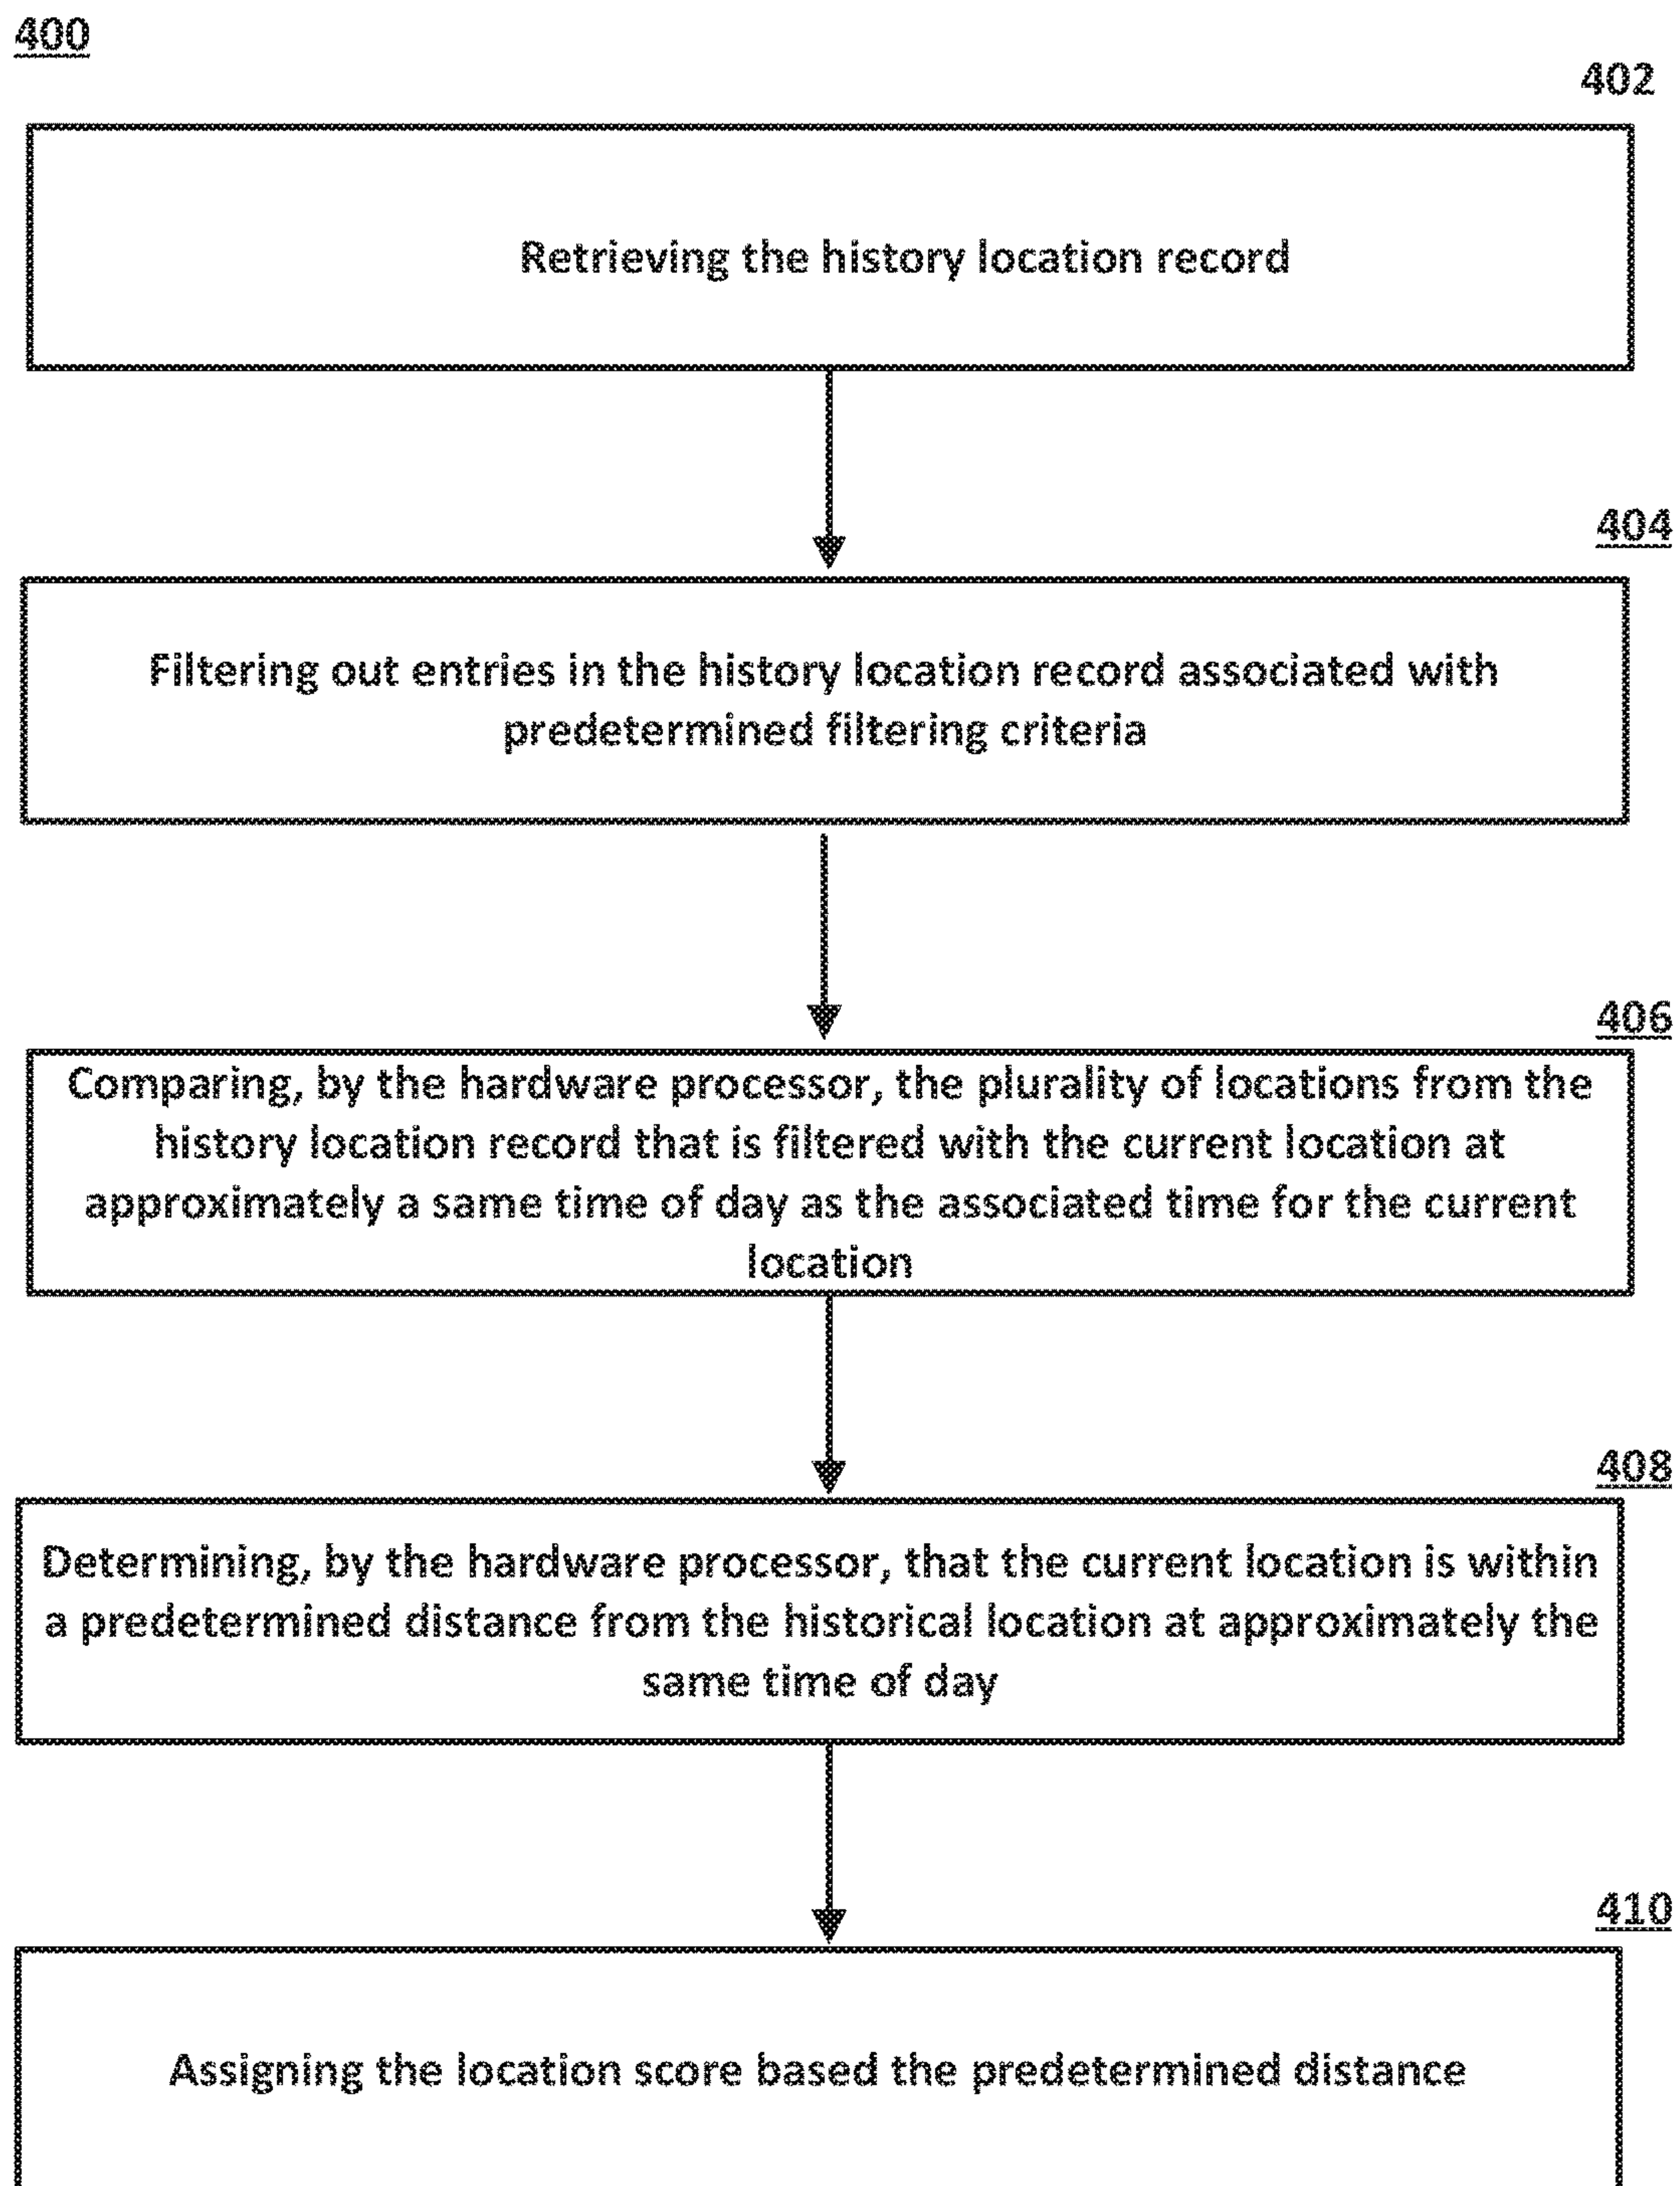 400
402
Retrieving the history location record
404
Filtering out entries in the history location record associated with
predetermined filtering criteria
406
Comparing, by the hardware processor, the plurality of locations from the
history location record that is filtered with the current location at
approximately a same time of day as the associated time for the current
location
408
Determining, by the hardware processor, that the current location is within
a predetermined distance from the historical location at approximately the
same time of day
410
Assigning the location score based the predetermined distance